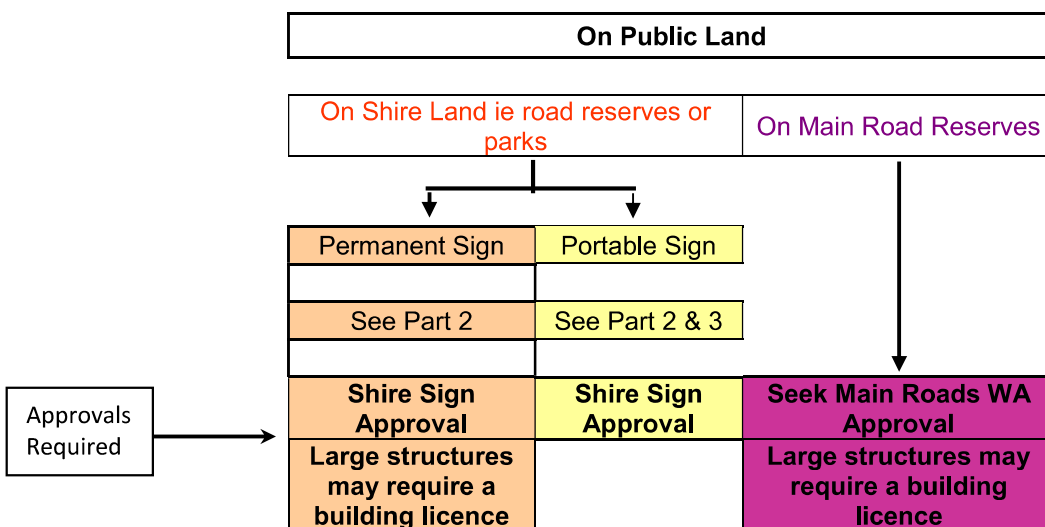 On Public Land
On Shire Land ie road reserves or
parks
On Main Road Reserves
Permanent Sign
Portable Sign
See Part 2
See Part 2 & 3
Approvals
Required
Shire Sign
Approval
Shire Sign
Approval
Seek Main Roads WA
Approval
Large structures
may require a
building licence
Large structures may
require a building
licence